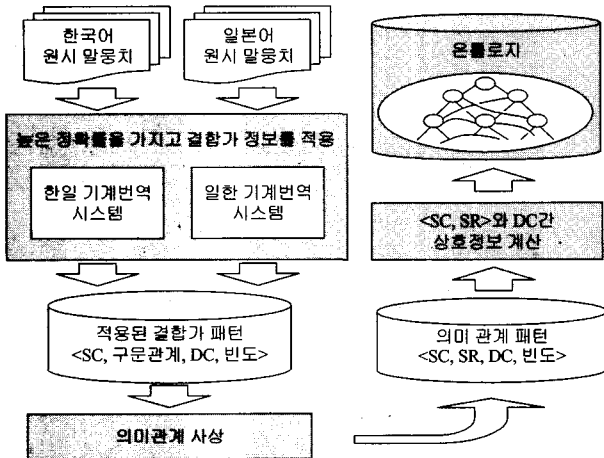 한국어
원시 말뭉치
일본어
원시 말뭉치
높은 정확률을 가지고 결합가 정보를 적용
한일 기계번역
시스템
일한 기계번역
시스템
적용된 결합가 패턴
<SC, 구문관계, DC, 빈도>
의미관계 사상
온톨로지
<SC, SR>와 DC간
상호정보 계산
의미 관계 패턴
<SC, SR, DC, 빈도>